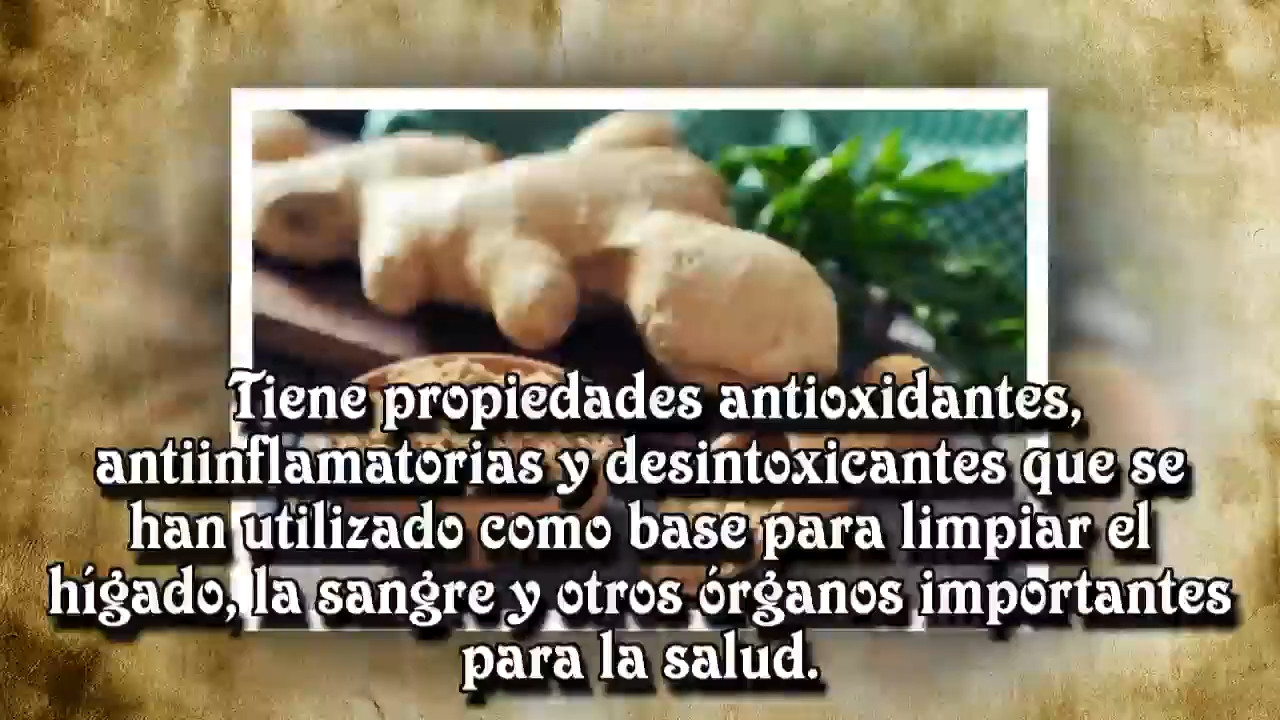 Tiene propiedades antioxidantes,
antiinflamatorias y desintoxicantes que se
han utilizado como base para limpiar el
hígado, la sangre y otros órganos importantes
para la salud.